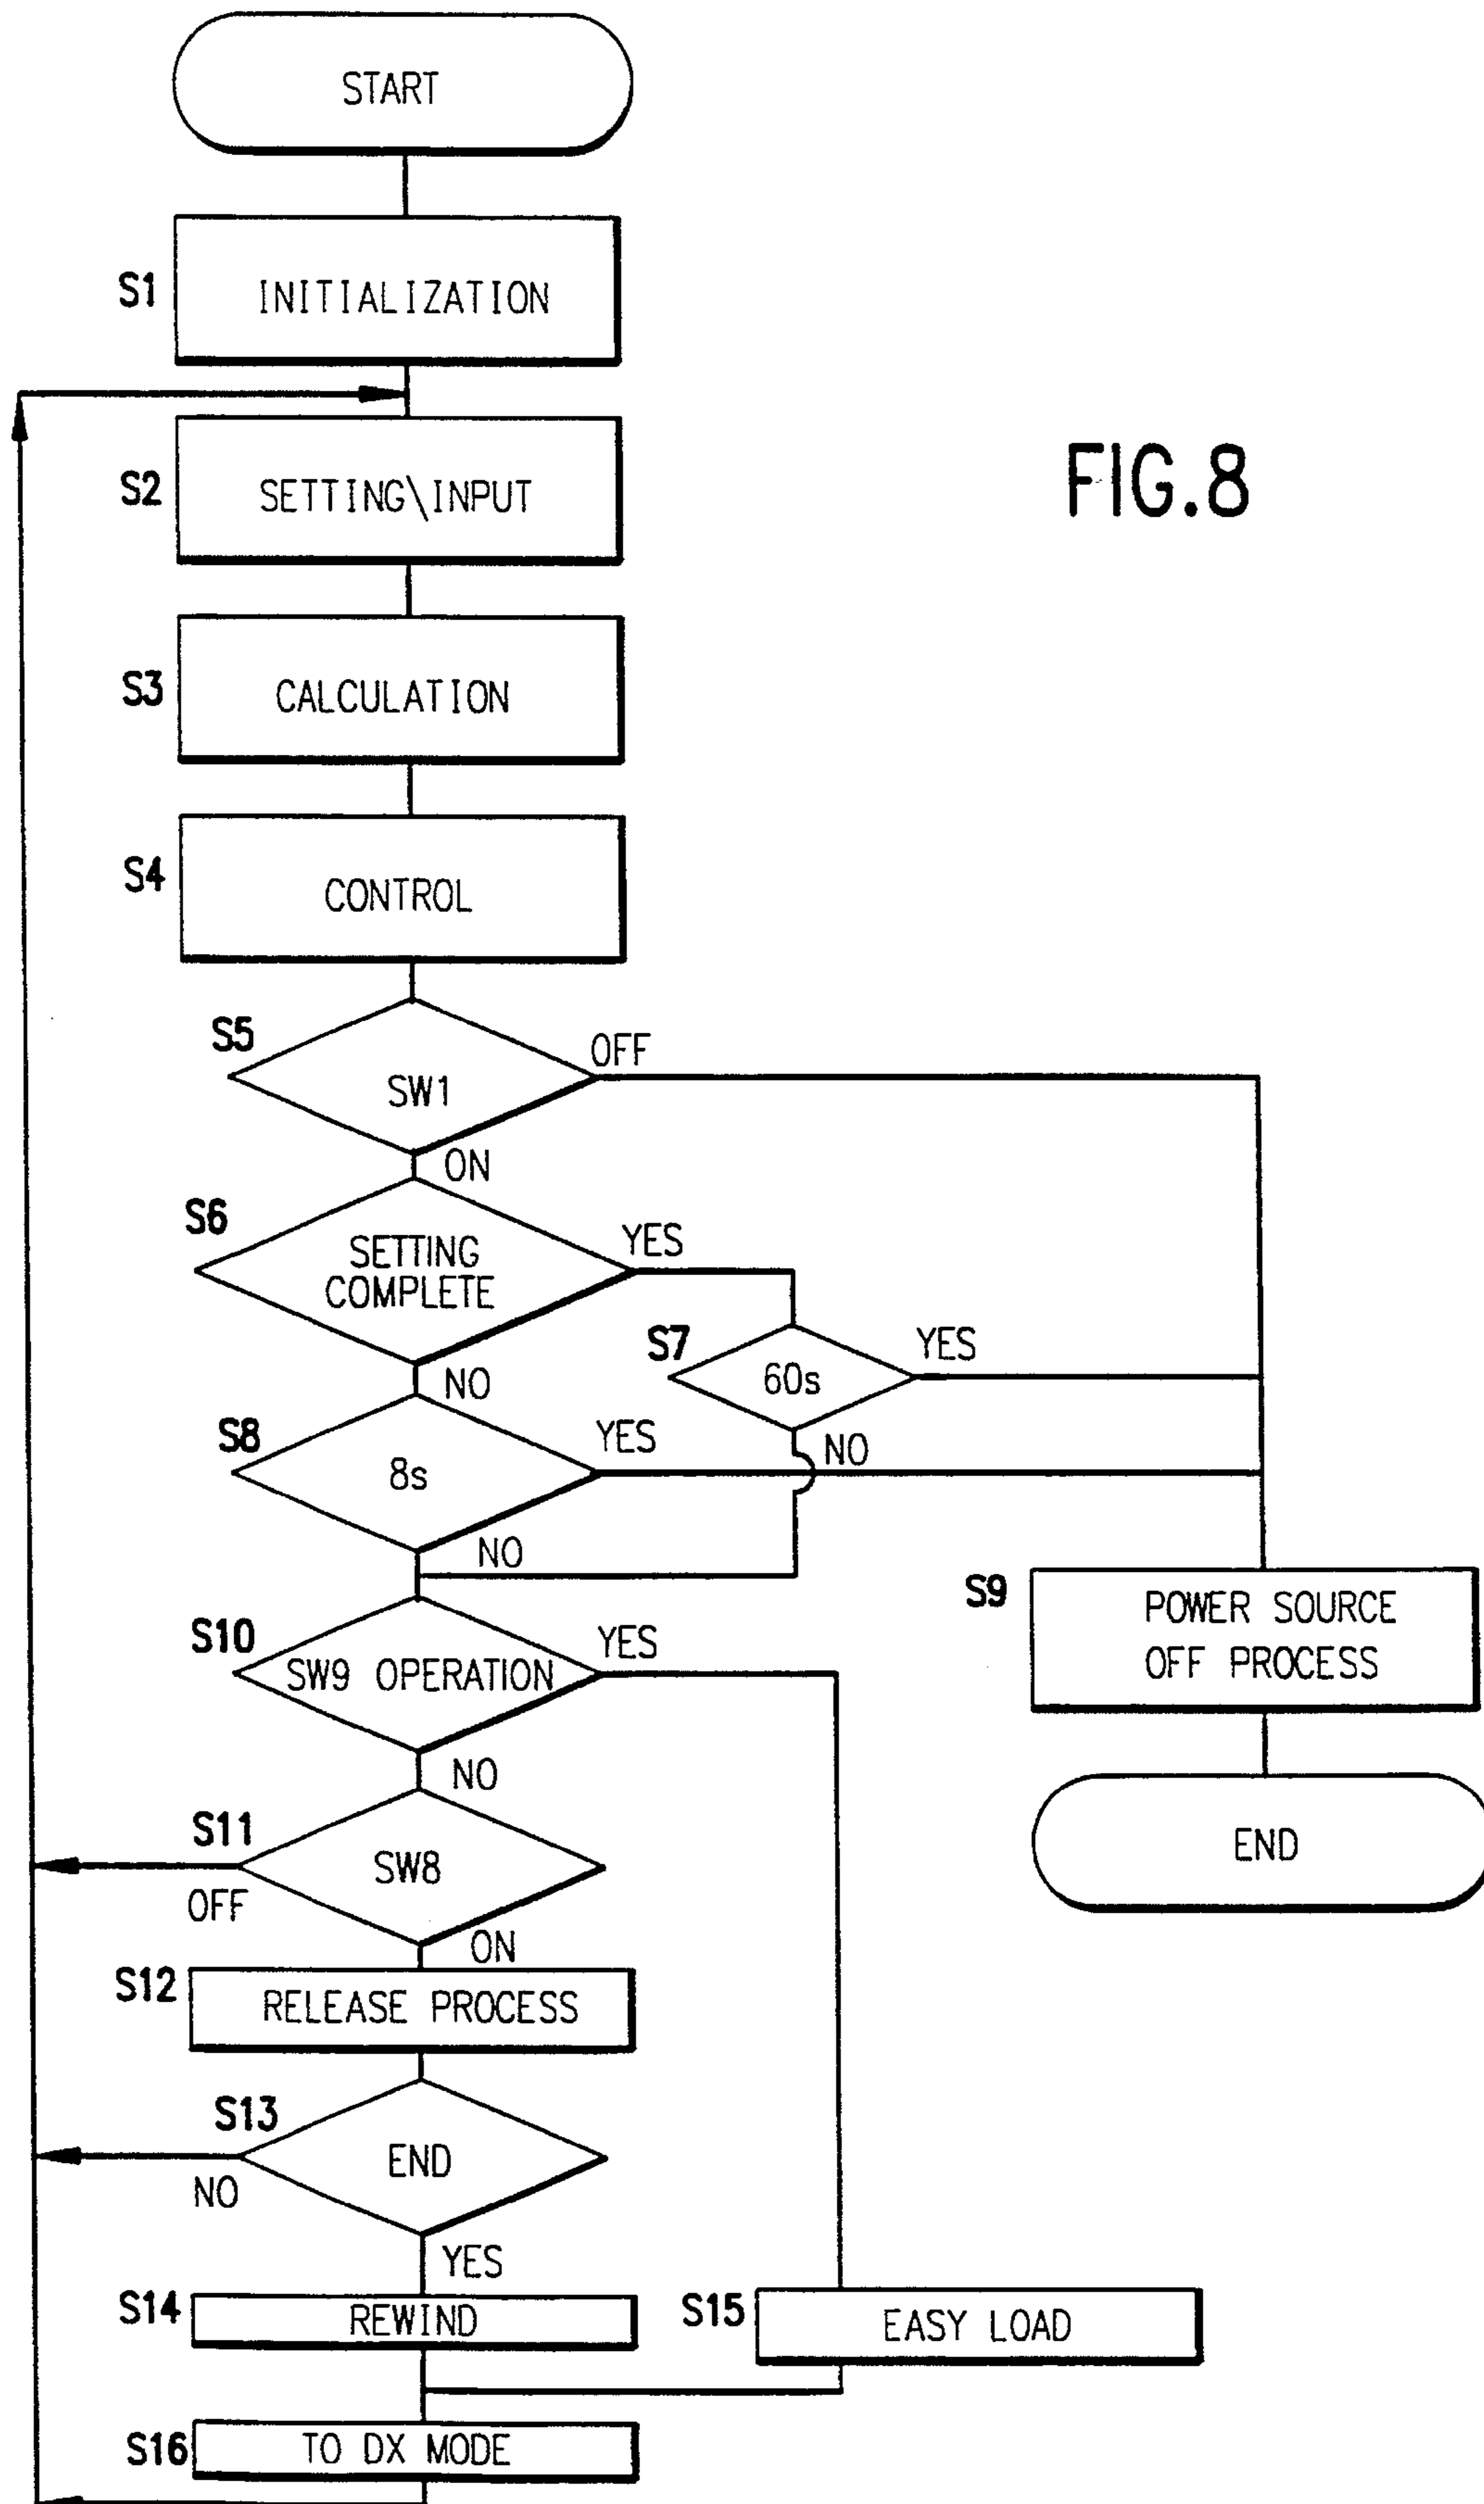 START
S1
INITIALIZATION
S2
SETTING\INPUT
FIG.8
S3
CALCULATION
S4
CONTROL
S5
SW1
OFF
ON
S6
SETTING
COMPLETE
YES
NO
S7
60s
YES
NO
S8
8s
YES
NO
S9
POWER SOURCE
OFF PROCESS
END
S10
SW9 OPERATION
YES
NO
S11
SW8
OFF
ON
S12
RELEASE PROCESS
S13
END
NO
YES
S14
REWIND
S15
EASY LOAD
S16
TO DX MODE